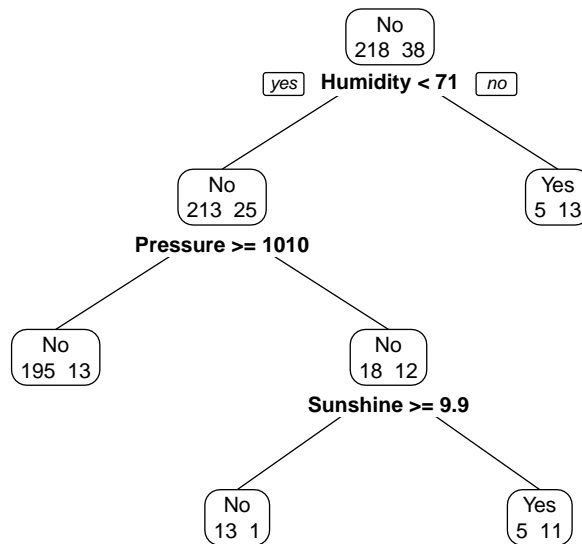 No
218 38
yes Humidity < 71 no
No
213 25
Yes
5 13
Pressure >= 1010
No
195 13
No
18 12
Sunshine >= 9.9
No
13 1
Yes
5 11